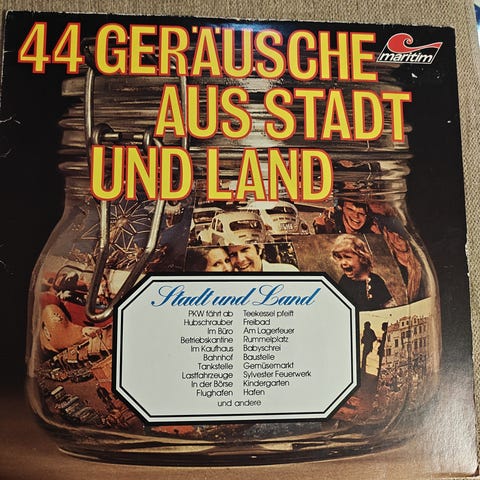 44 GERÄUSCHE
AUS STADT
UND LAND
maritim
Stadt und Land
PKW fährt ab
Hubschrauber
Im Büro
Betriebskantine
Im Kaufhaus
Bahnhof
Tankstelle
Lastfahrzeuge
In der Börse
Flughafen
Teekessel pfeift
Freibad
Am Lagerfeuer
Rummelplatz
Babyschrei
Baustelle
Gemüsemarkt
Sylvester Feuerwerk
Kindergarten
Hafen
und andere